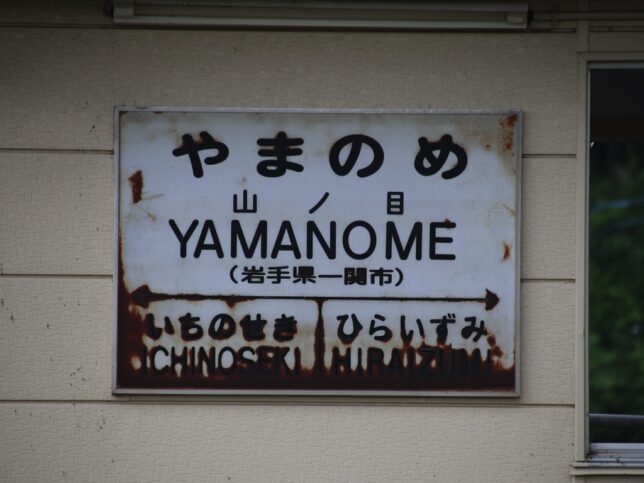 やまのめ
山ノ目
YAMANOME
(岩手県一関市)
いちのせき ひらいずみ
ICHINOSEKI HIRAIZUMI